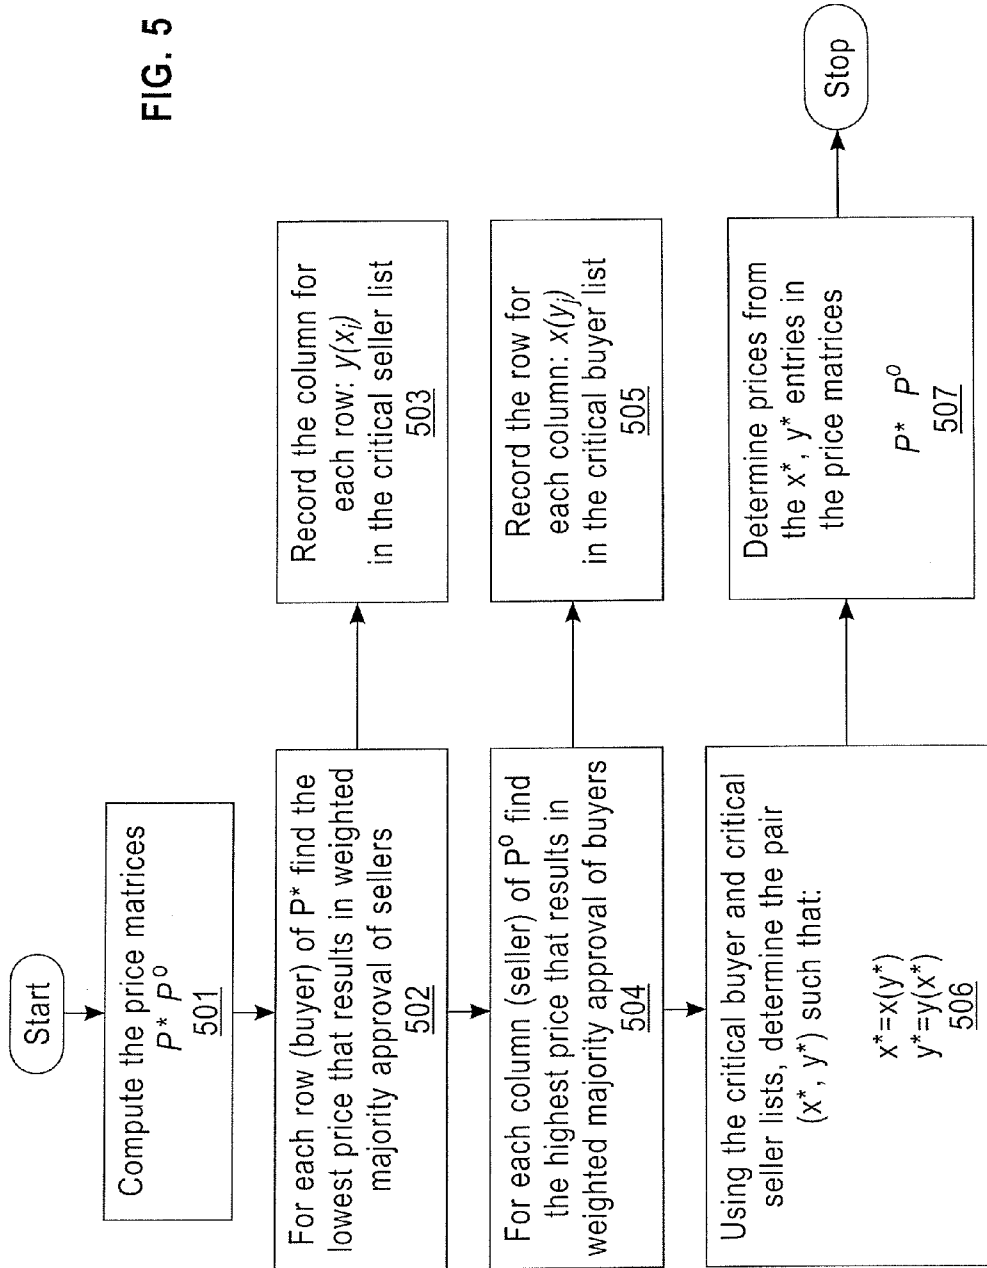 FIG. 5
Start
Compute the price matrices
P* P⁰
501
For each row (buyer) of P* find the
lowest price that results in weighted
majority approval of sellers
502
Record the column for
each row: y(xᵢ)
in the critical seller list
503
For each column (seller) of P⁰ find
the highest price that results in
weighted majority approval of buyers
504
Record the row for
each column: x(yⱼ)
in the critical buyer list
505
Using the critical buyer and critical
seller lists, determine the pair
(x*, y*) such that:
x*=x(y*)
y*=y(x*)
506
Determine prices from
the x*, y* entries in
the price matrices
P* P⁰
507
Stop